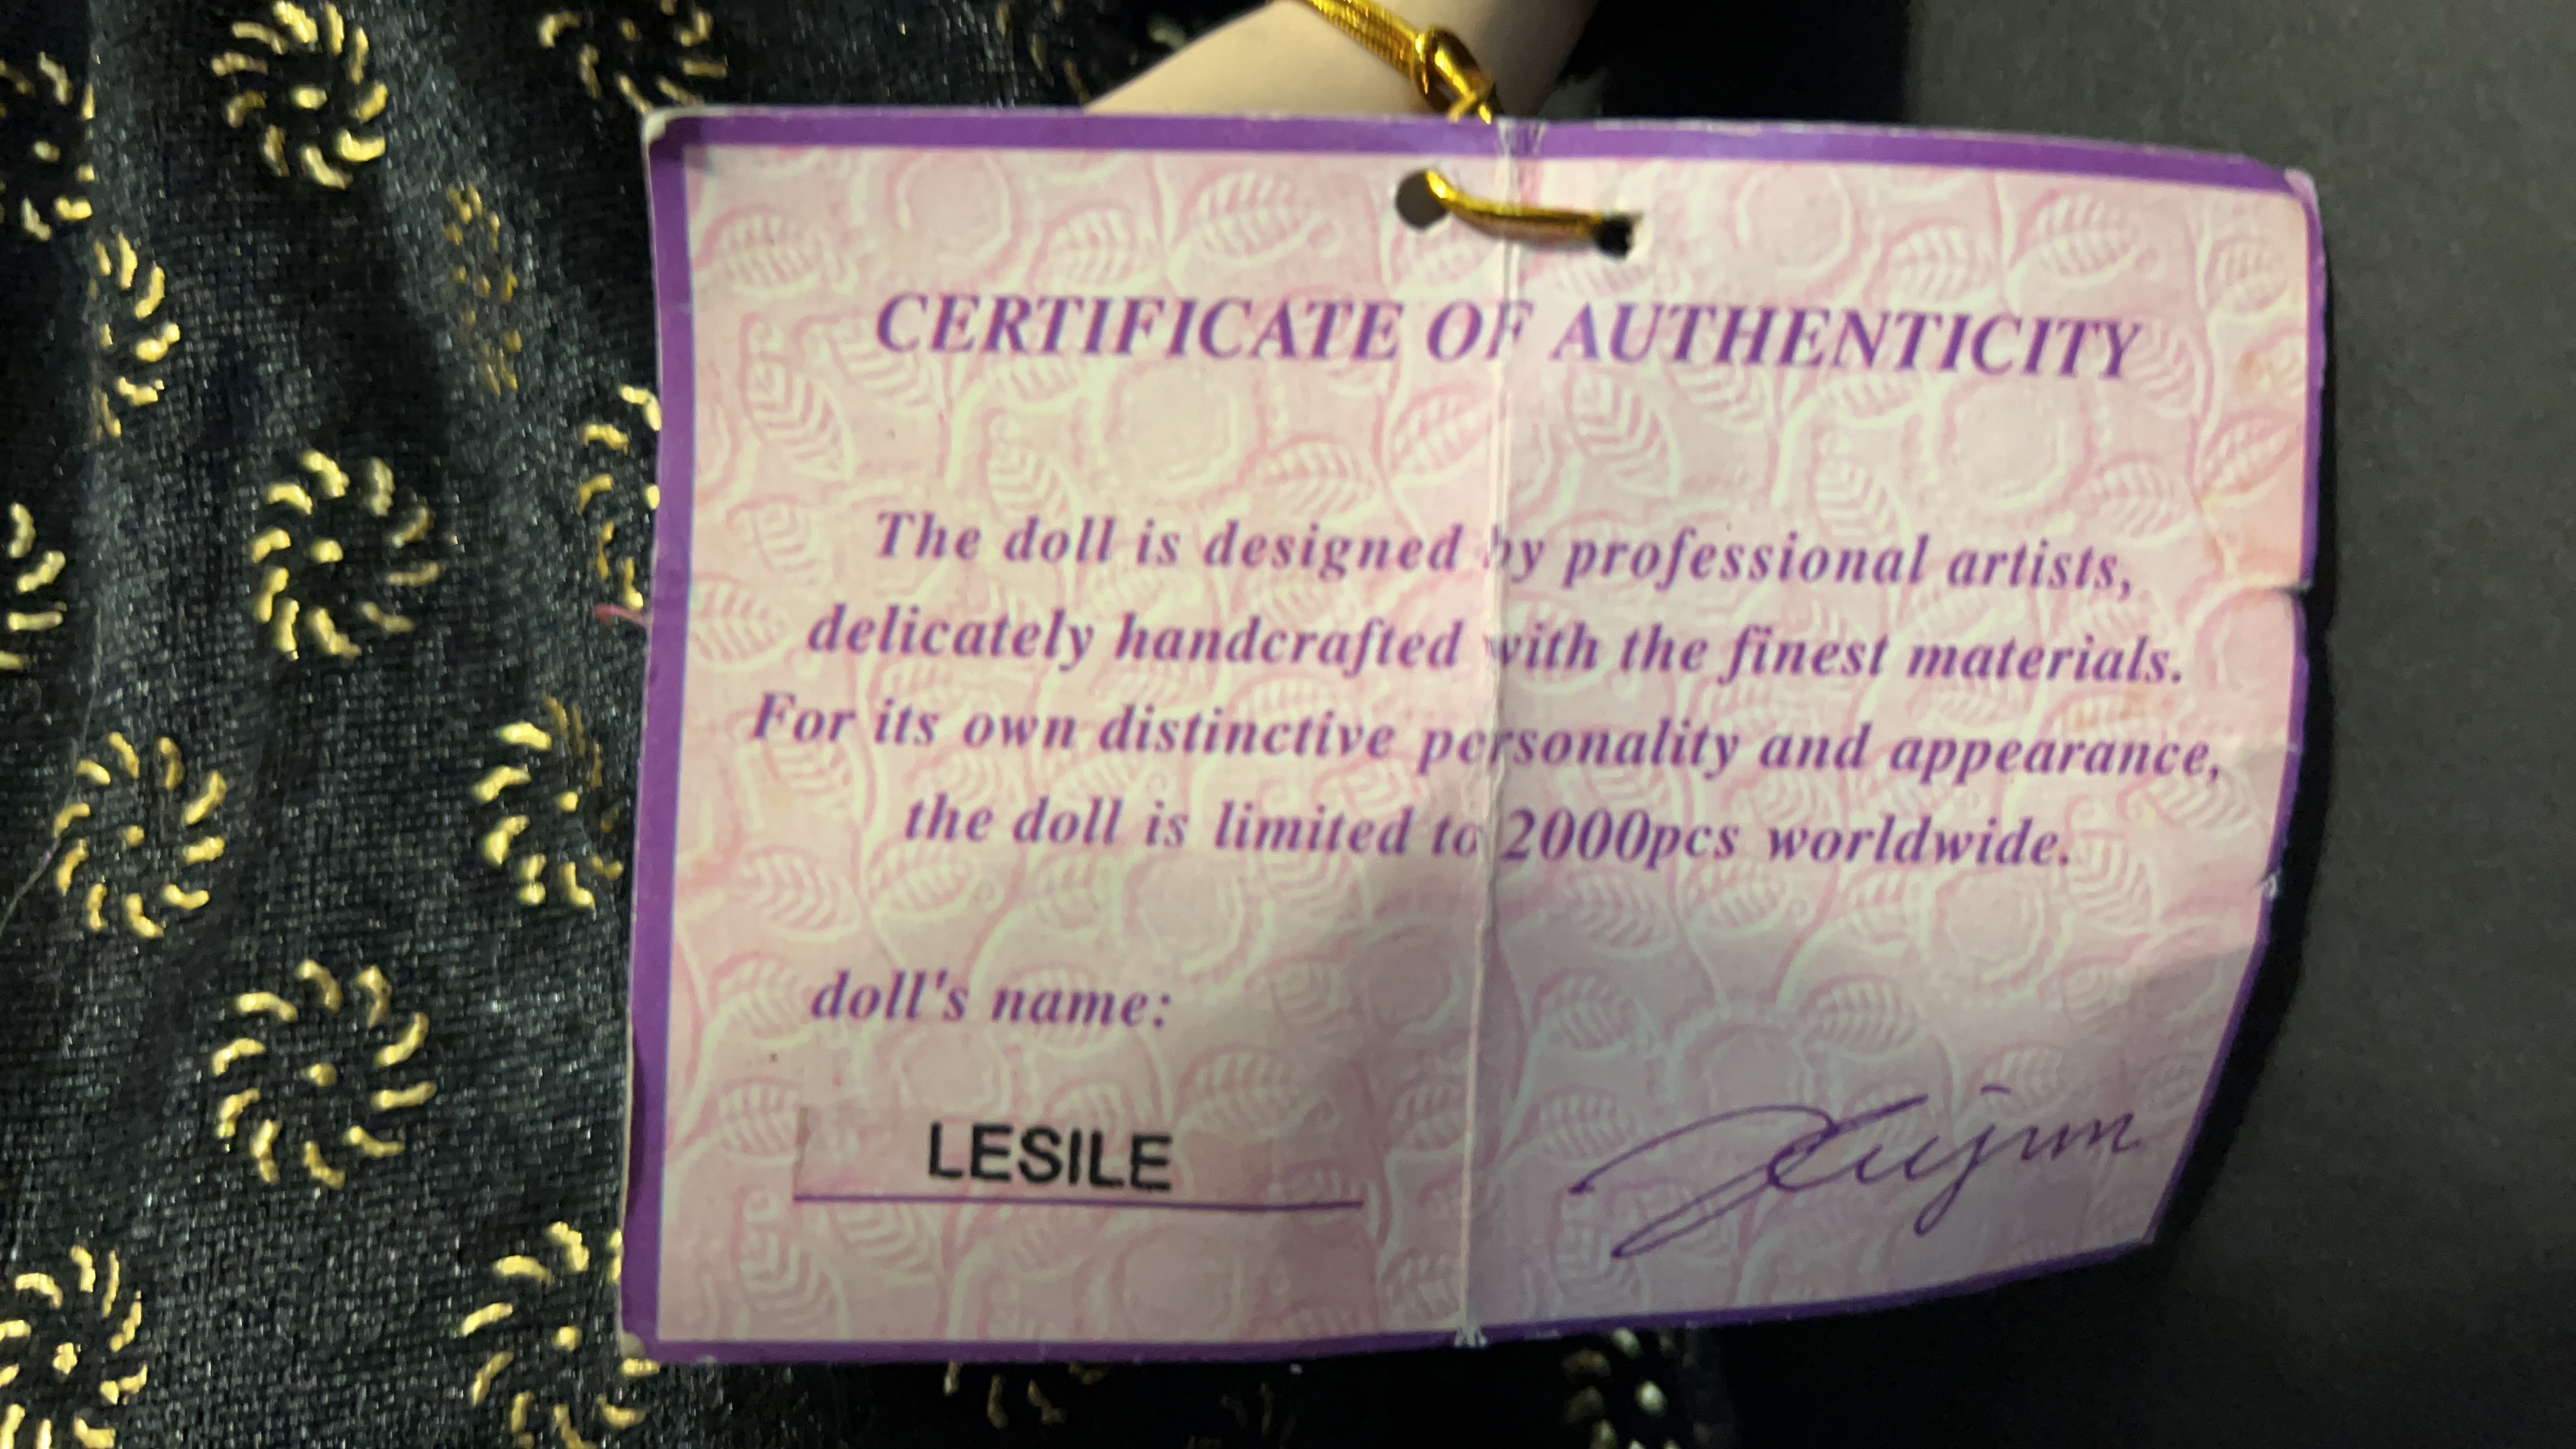 CERTIFICATE OF AUTHENTICITY
The doll is designed by professional artists,
delicately handcrafted with the finest materials.
For its own distinctive personality and appearance,
the doll is limited to 2000pcs worldwide.
doll's name:
LESILE